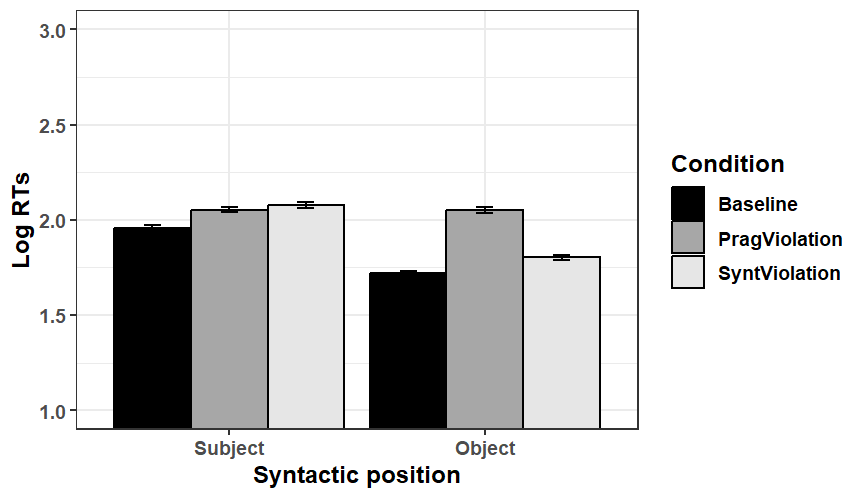 3.0
2.5
2.0
1.5
1.0
Log RTs
Subject
Object
Syntactic position
Condition
Baseline
PragViolation
SyntViolation